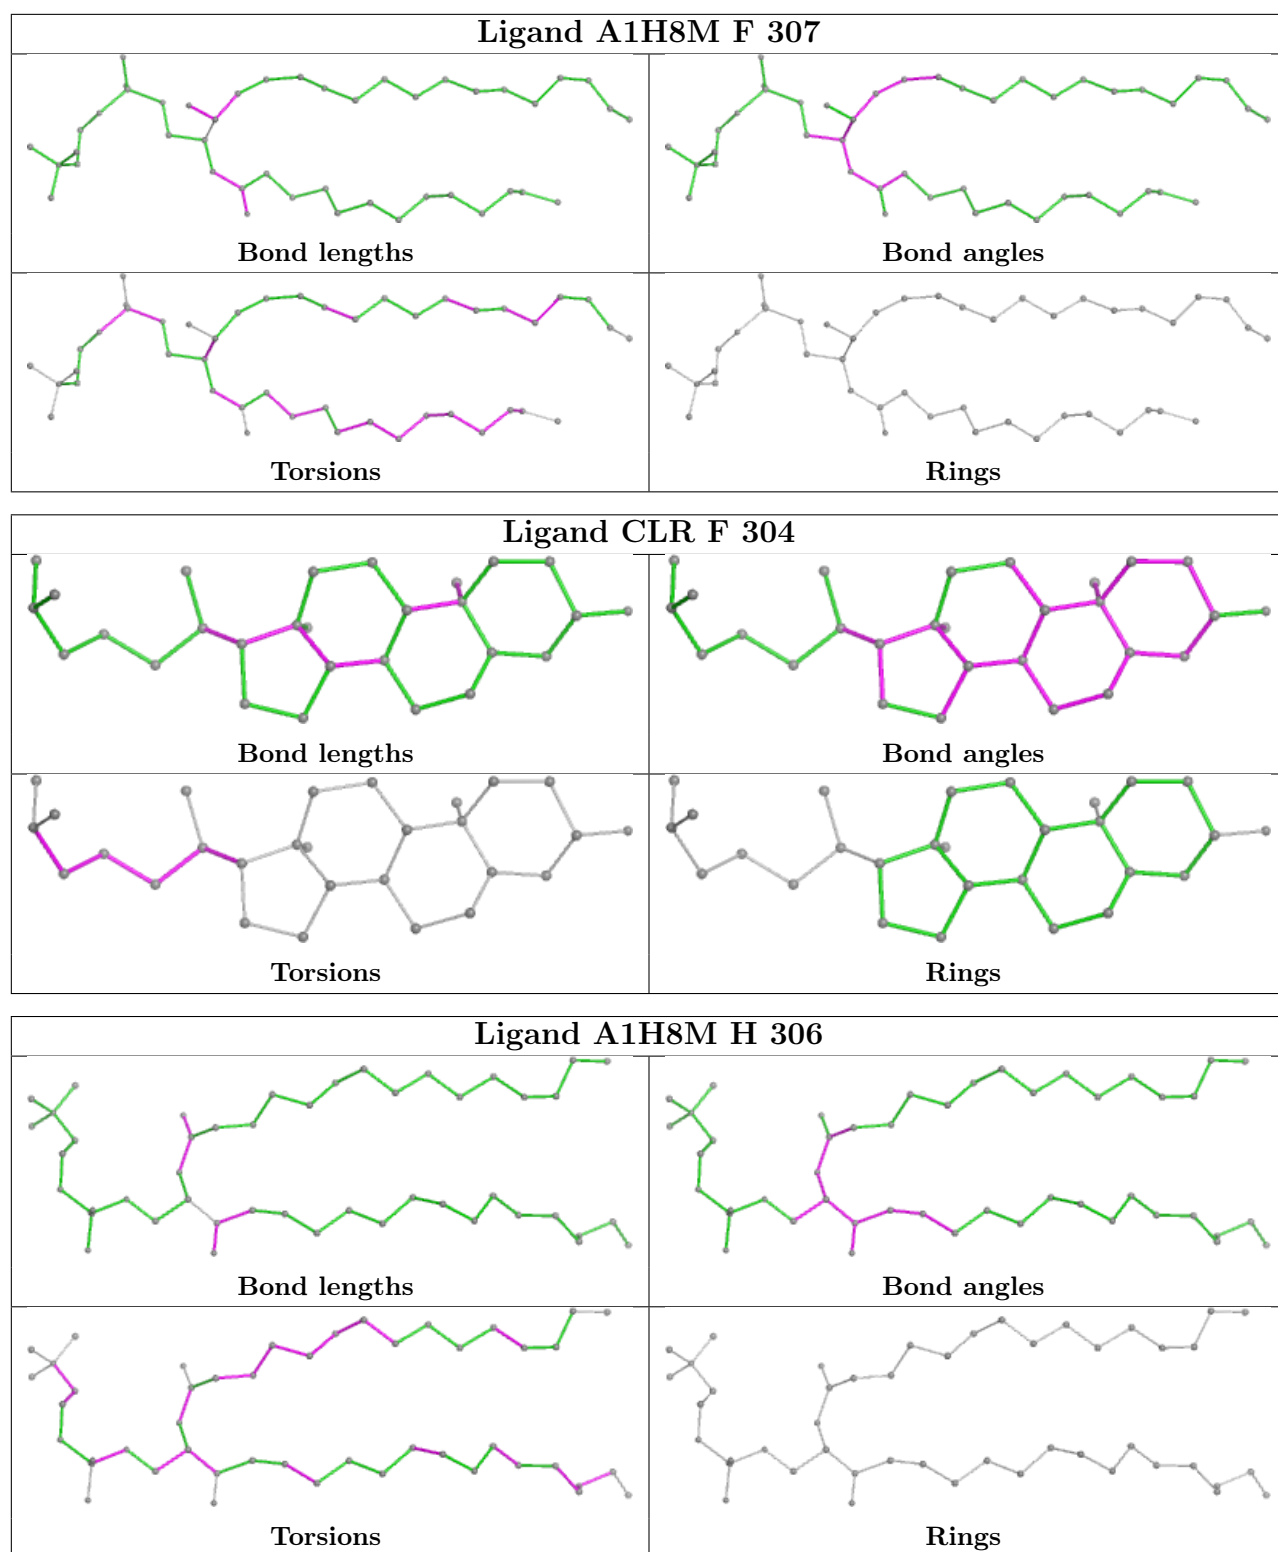 Ligand A1H8M F 307
Bond lengths
Bond angles
Torsions
Rings
Ligand CLR F 304
Bond lengths
Bond angles
Torsions
Rings
Ligand A1H8M H 306
Bond lengths
Bond angles
Torsions
Rings